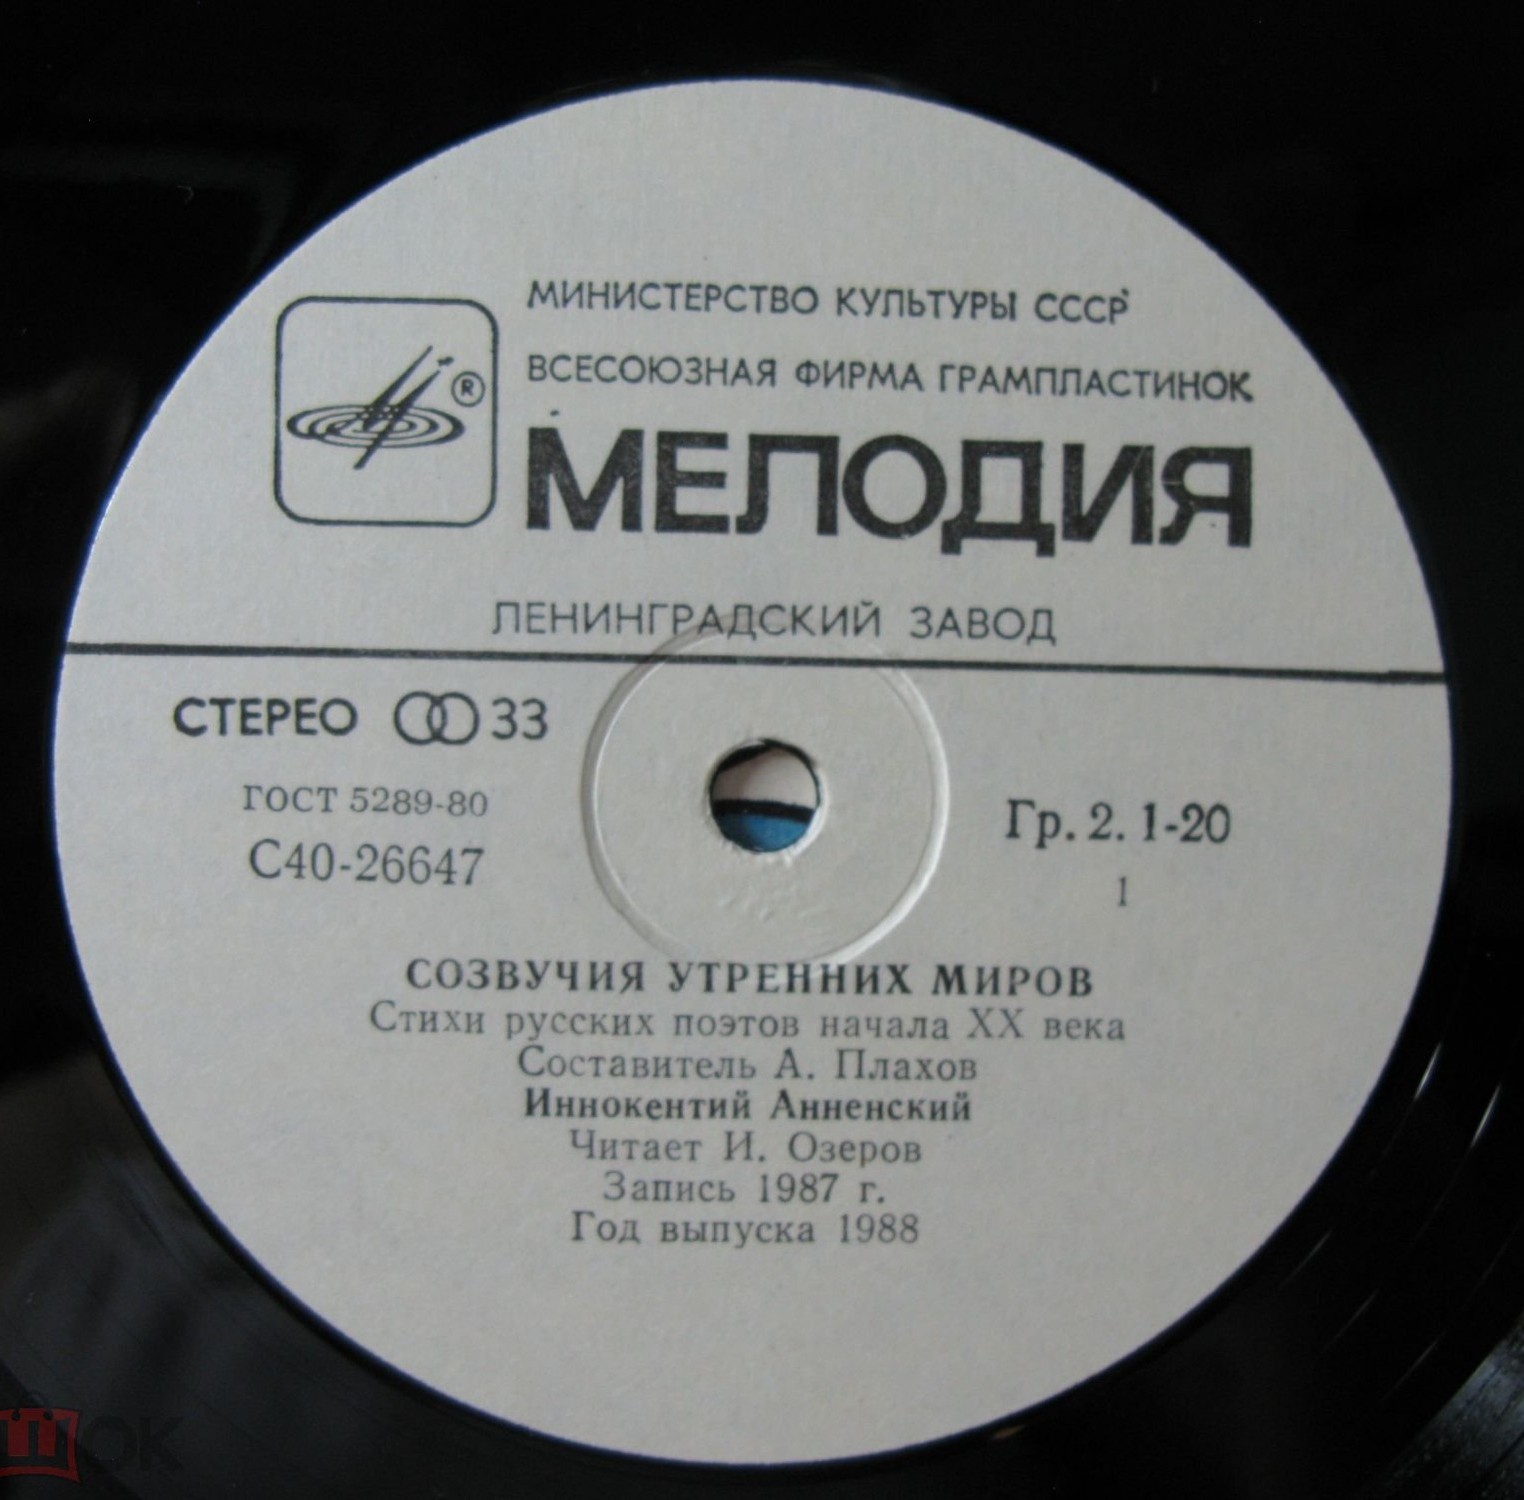 МИНИСТЕРСТВО КУЛЬТУРЫ СССР
ВСЕСОЮЗНАЯ ФИРМА ГРАМПЛАСТИНОК
®
МЕЛОДИЯ
ЛЕНИНГРАДСКИЙ ЗАВОД
СТЕРЕО 33
ГОСТ 5289-80
С40-26647
Гр. 2. 1-20
1
СОЗВУЧИЯ УТРЕННИХ МИРОВ
Стихи русских поэтов начала XX века
Составитель А. Плахов
Иннокентий Анненский
Читает И. Озеров
Запись 1987 г.
Год выпуска 1988
ШОК